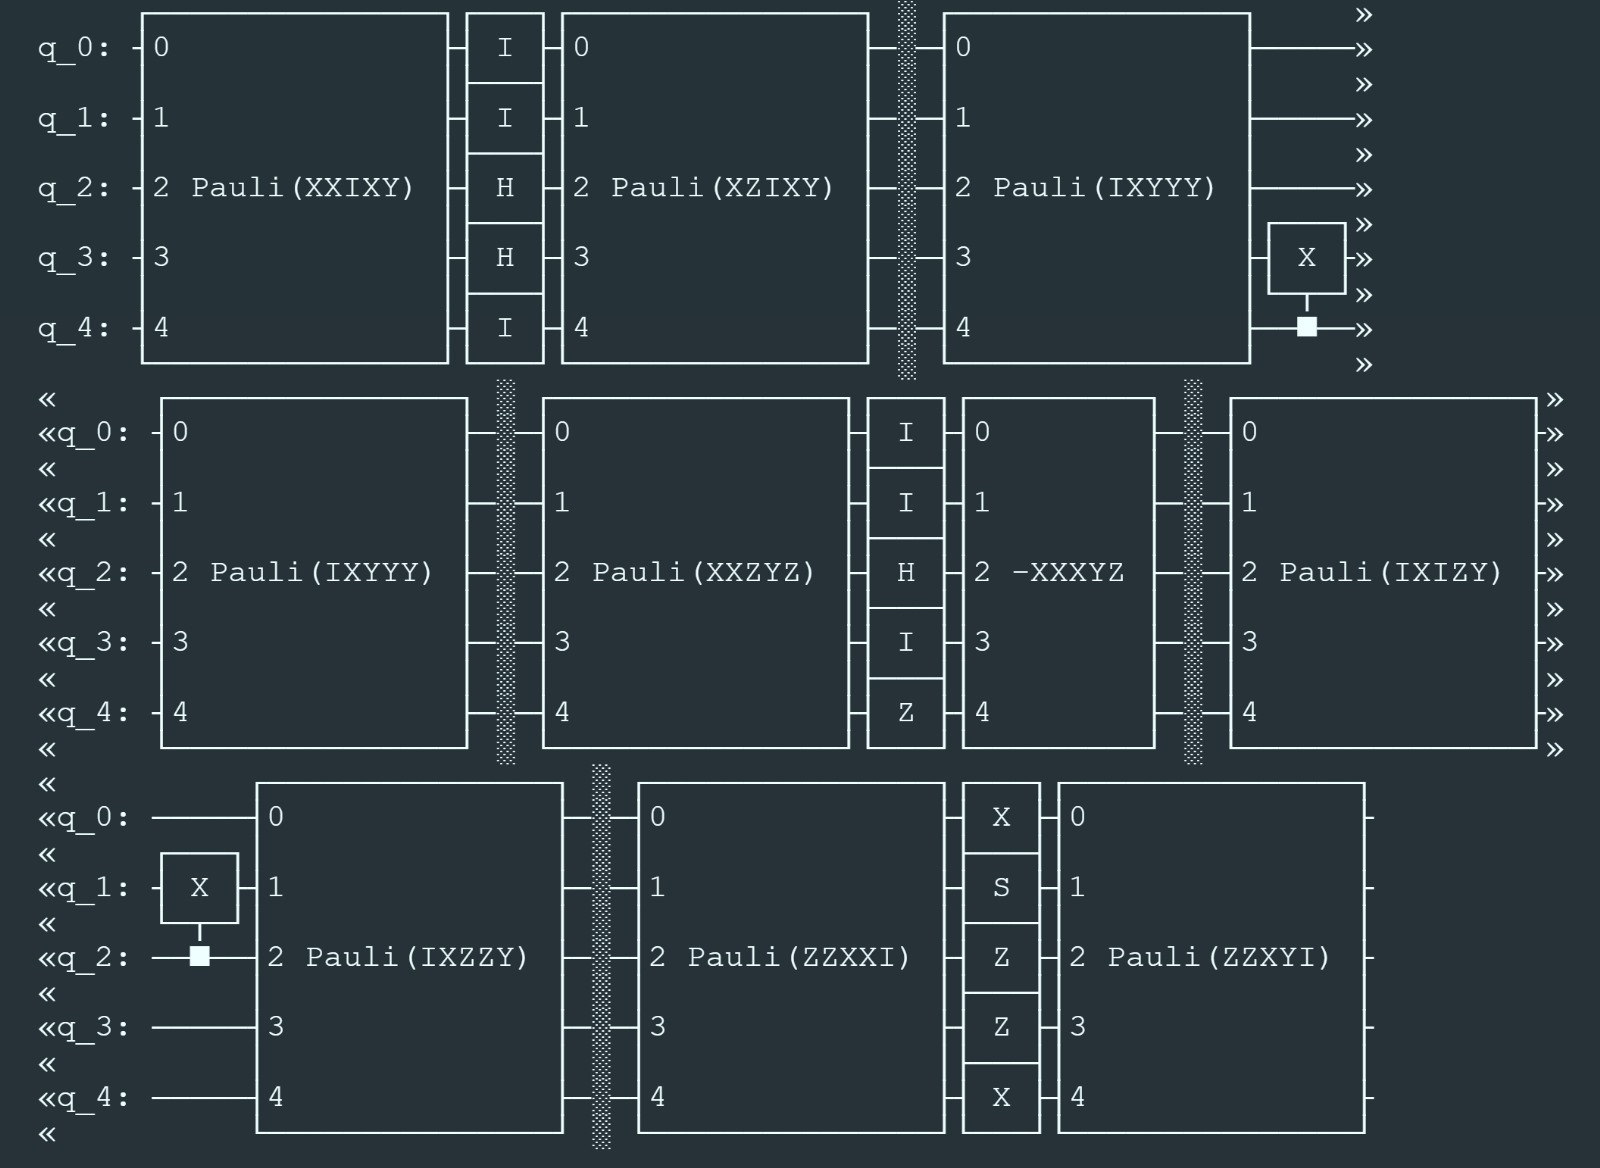 »
q_0: 0 I 0 0 »
»
q_1: 1 I 1 1 »
»
q_2: 2 Pauli(XXIXY) H 2 Pauli(XZIXY) 2 Pauli(IXYYY) »
»
q_3: 3 H 3 3 X »
»
q_4: 4 I 4 4 »
»
« »
«q_0: 0 0 I 0 0 »
« »
«q_1: 1 1 I 1 1 »
« »
«q_2: 2 Pauli(IXYYY) 2 Pauli(XXZYZ) H 2 -XXXYZ 2 Pauli(IXIZY) »
« »
«q_3: 3 3 I 3 3 »
« »
«q_4: 4 4 Z 4 4 »
« »
«
«q_0: 0 0 X 0
«
«q_1: X 1 1 S 1
«
«q_2: 2 Pauli(IXZZY) 2 Pauli(ZZXXI) Z 2 Pauli(ZZXYI)
«
«q_3: 3 3 Z 3
«
«q_4: 4 4 X 4
«